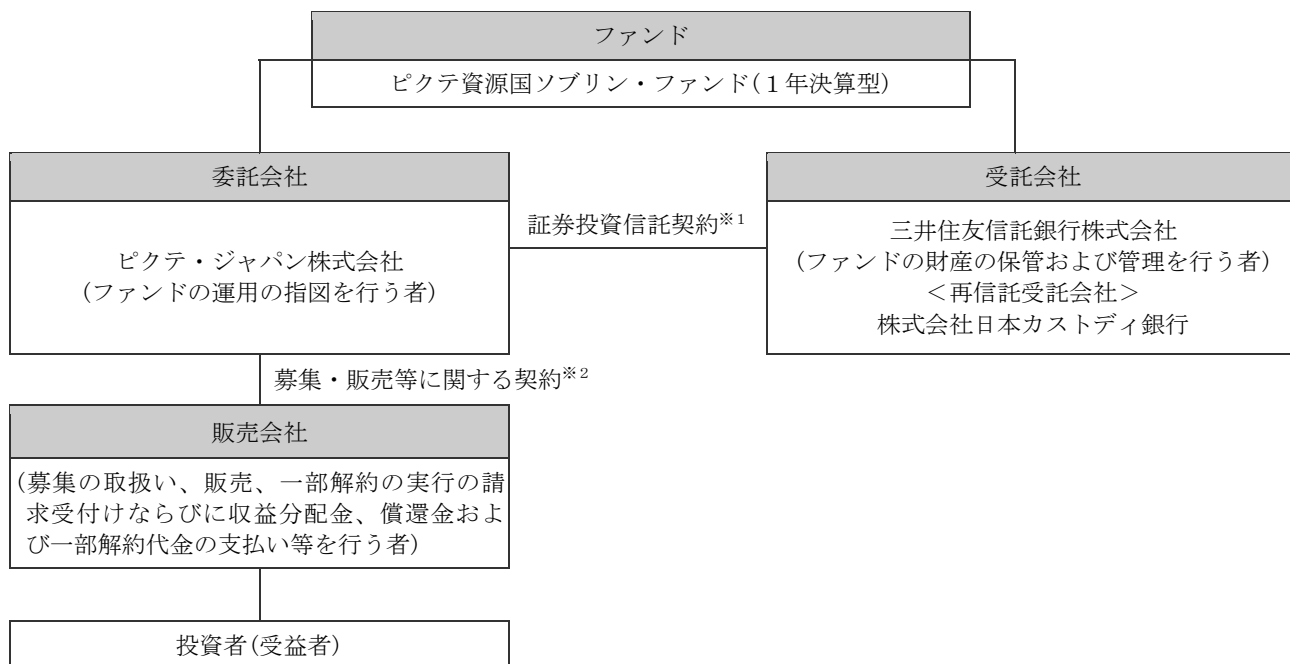 ファンド
ピクテ資源国ソブリン・ファンド(１年決算型)
委託会社
ピクテ・ジャパン株式会社
(ファンドの運用の指図を行う者)
証券投資信託契約※1
受託会社
三井住友信託銀行株式会社
(ファンドの財産の保管および管理を行う者)
＜再信託受託会社＞
株式会社日本カストディ銀行
募集・販売等に関する契約※2
販売会社
(募集の取扱い、販売、一部解約の実行の請
求受付けならびに収益分配金、償還金およ
び一部解約代金の支払い等を行う者)
投資者(受益者)